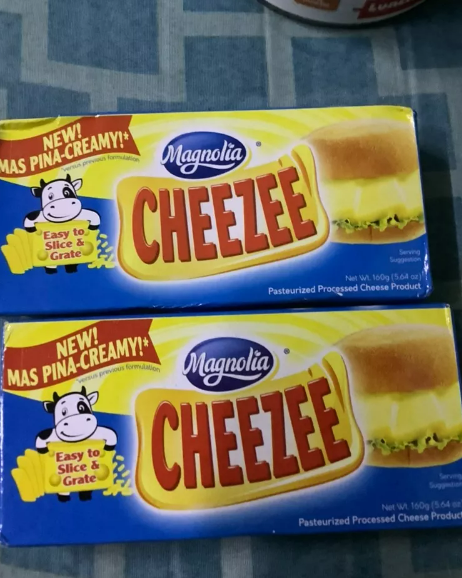 NEW!
MAS PINA-CREAMY!*
*versus previous formulation
Magnolia®
CHEEZEE
Easy to
Slice &
Grate
Serving
Suggestion
Net Wt. 160g (5.64 oz)
Pasteurized Processed Cheese Product
NEW!
MAS PINA-CREAMY!*
*versus previous formulation
Magnolia®
CHEEZEE
Easy to
Slice &
Grate
Serving
Suggestion
Net Wt. 160g (5.64 oz)
Pasteurized Processed Cheese Product